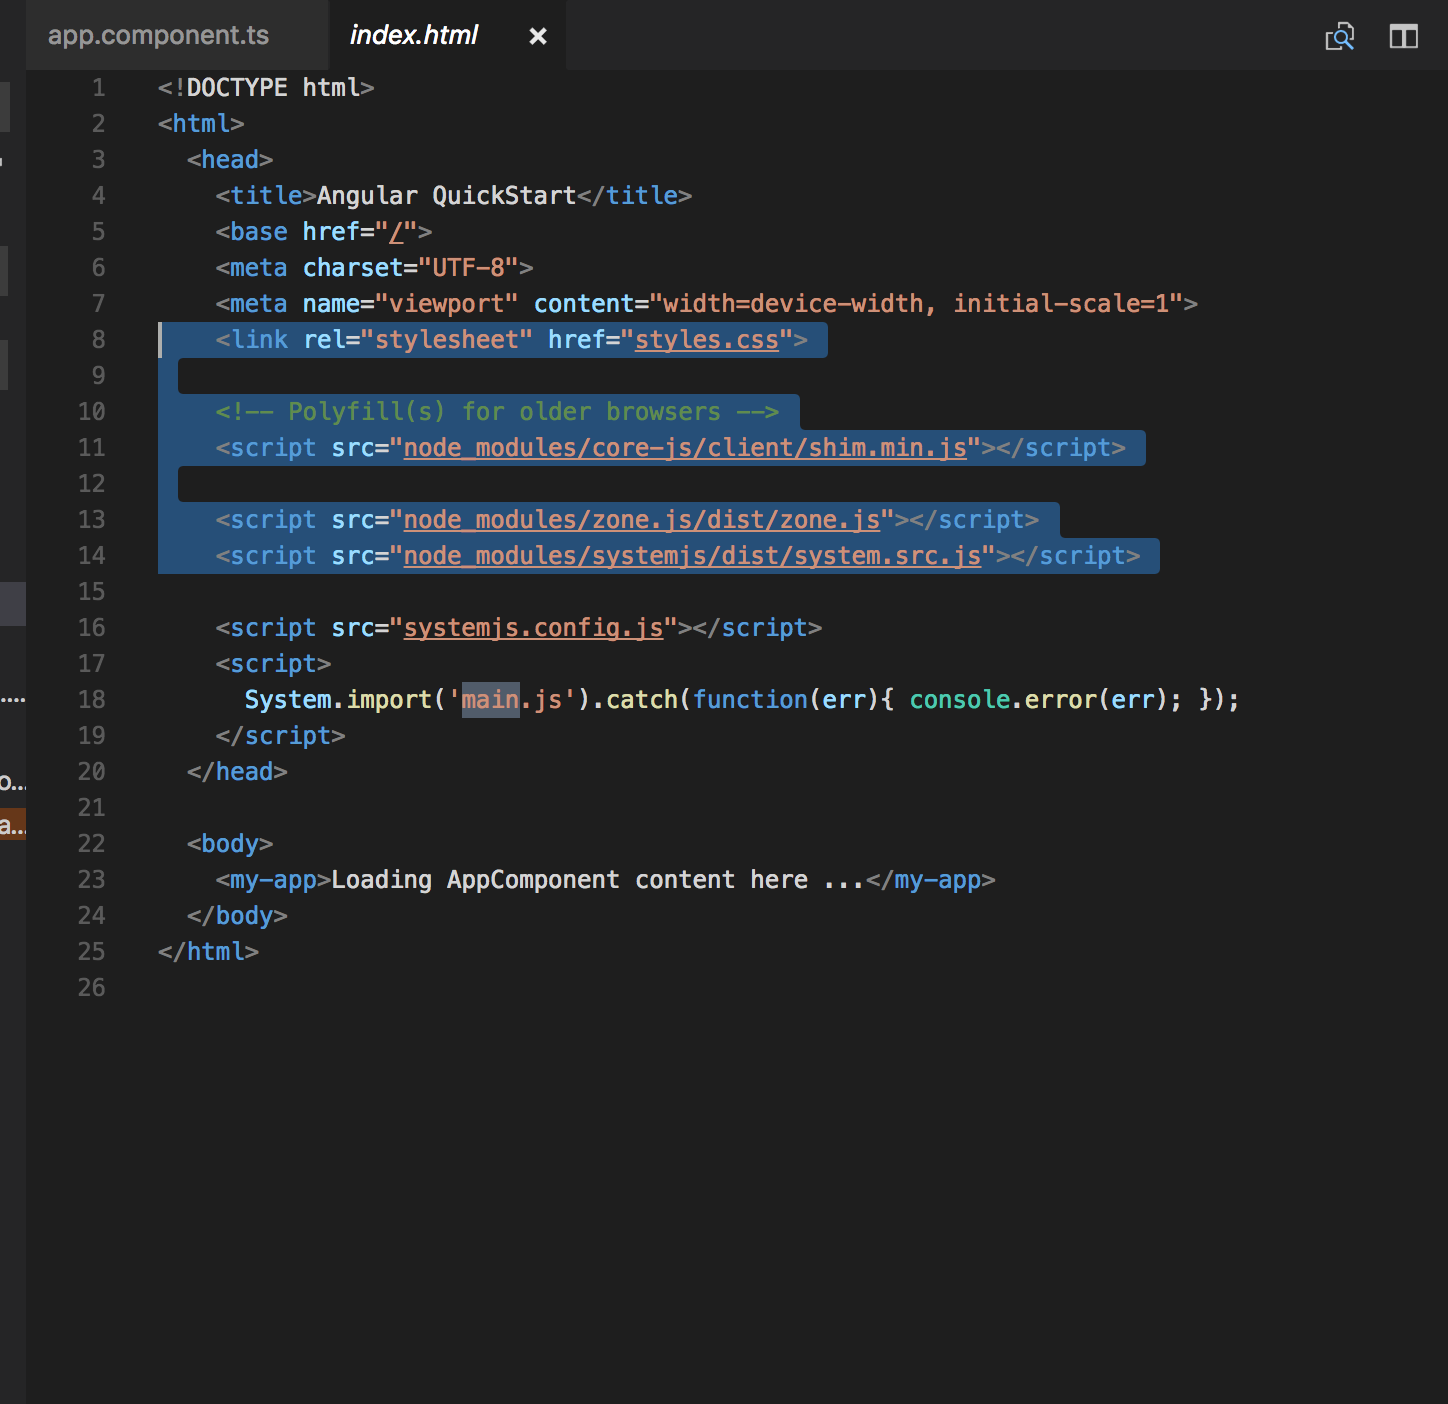 app.component.ts index.html
1 <!DOCTYPE html>
2 <html>
3 <head>
4 <title>Angular QuickStart</title>
5 <base href="/">
6 <meta charset="UTF-8">
7 <meta name="viewport" content="width=device-width, initial-scale=1">
8 <link rel="stylesheet" href="styles.css">
9
10 <!-- Polyfill(s) for older browsers -->
11 <script src="node_modules/core-js/client/shim.min.js"></script>
12
13 <script src="node_modules/zone.js/dist/zone.js"></script>
14 <script src="node_modules/systemjs/dist/system.src.js"></script>
15
16 <script src="systemjs.config.js"></script>
17 <script>
18 System.import('main.js').catch(function(err){ console.error(err); });
19 </script>
20 </head>
o...
21
a...
22 <body>
23 <my-app>Loading AppComponent content here ...</my-app>
24 </body>
25 </html>
26